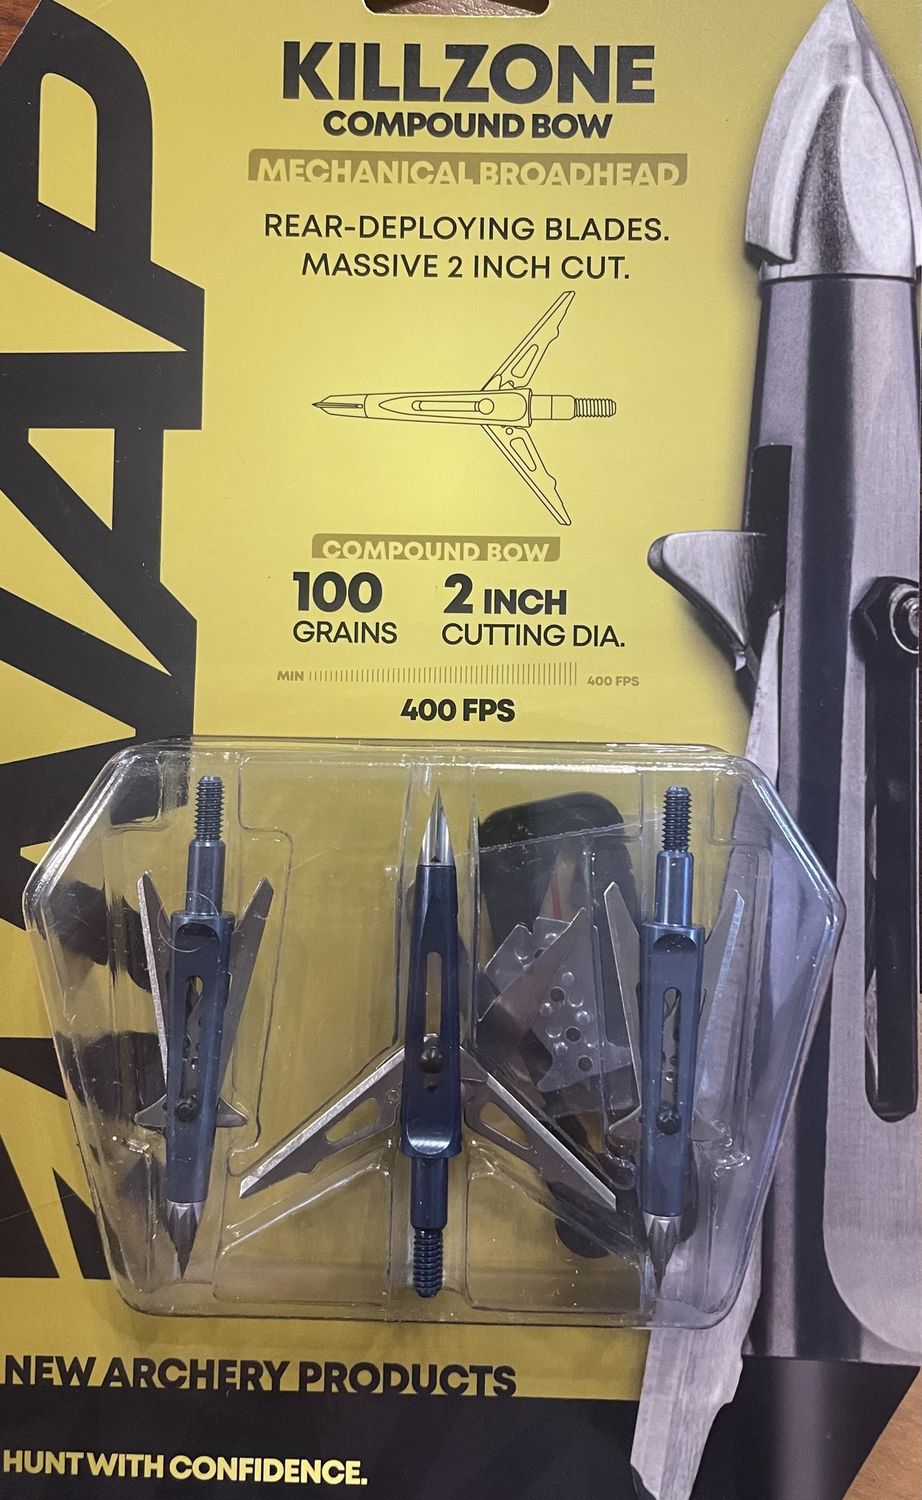 KILLZONE
COMPOUND BOW
MECHANICAL BROADHEAD
REAR-DEPLOYING BLADES.
MASSIVE 2 INCH CUT.
COMPOUND BOW
100 GRAINS
2 INCH CUTTING DIA.
MIN 400 FPS
400 FPS
NAP
NEW ARCHERY PRODUCTS
HUNT WITH CONFIDENCE.